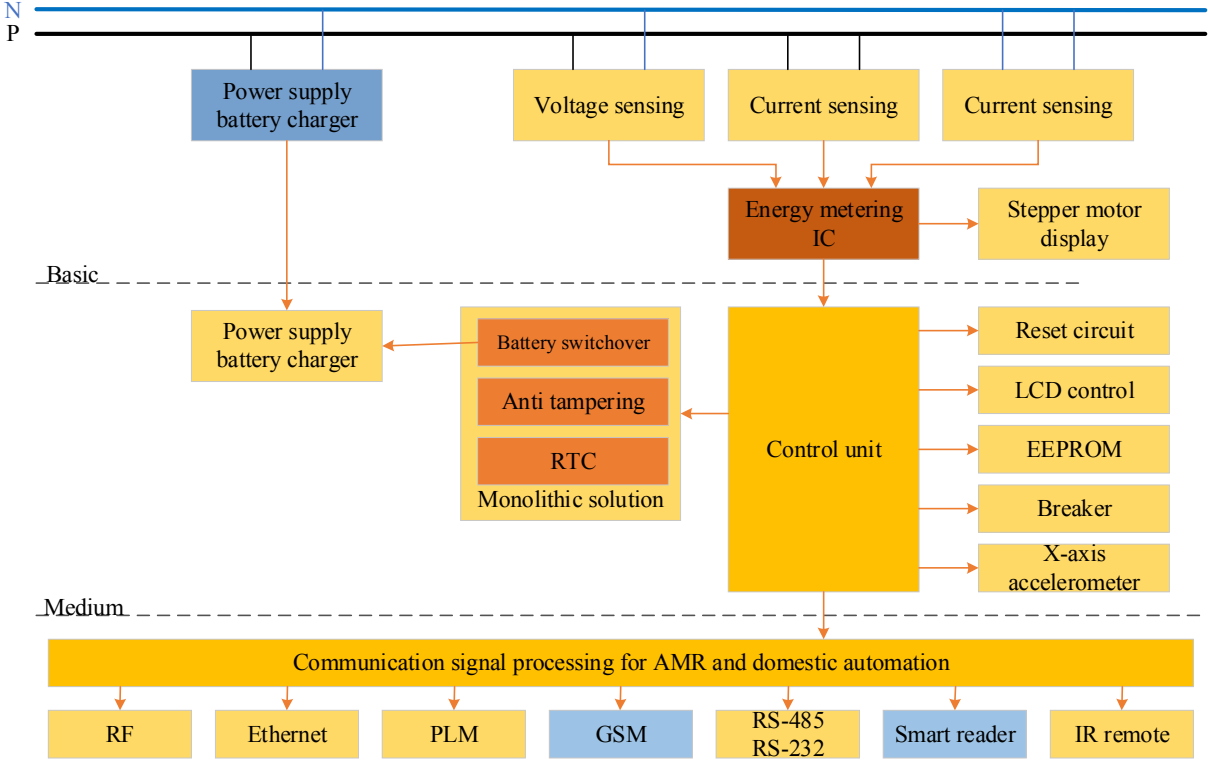 N
P
Power supply
battery charger
Voltage sensing
Current sensing
Current sensing
Energy metering
IC
Stepper motor
display
Basic
Power supply
battery charger
Battery switchover
Anti tampering
RTC
Monolithic solution
Control unit
Reset circuit
LCD control
EEPROM
Breaker
X-axis
accelerometer
Medium
Communication signal processing for AMR and domestic automation
RF
Ethernet
PLM
GSM
RS-485
RS-232
Smart reader
IR remote